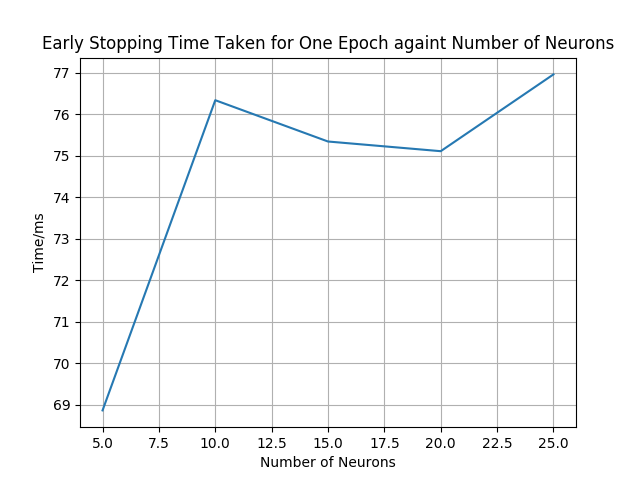 Early Stopping Time Taken for One Epoch againt Number of Neurons
77
76
75
74
73
72
71
70
69
Time/ms
5.0 7.5 10.0 12.5 15.0 17.5 20.0 22.5 25.0
Number of Neurons